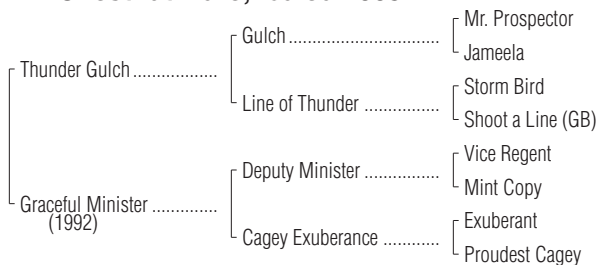 Mr. Prospector
Gulch ................................
Jameela
Thunder Gulch ..................
Storm Bird
Line of Thunder ................
Shoot a Line (GB)
Vice Regent
Deputy Minister ................
Mint Copy
Graceful Minister ..............
(1992)
Exuberant
Cagey Exuberance ............
Proudest Cagey